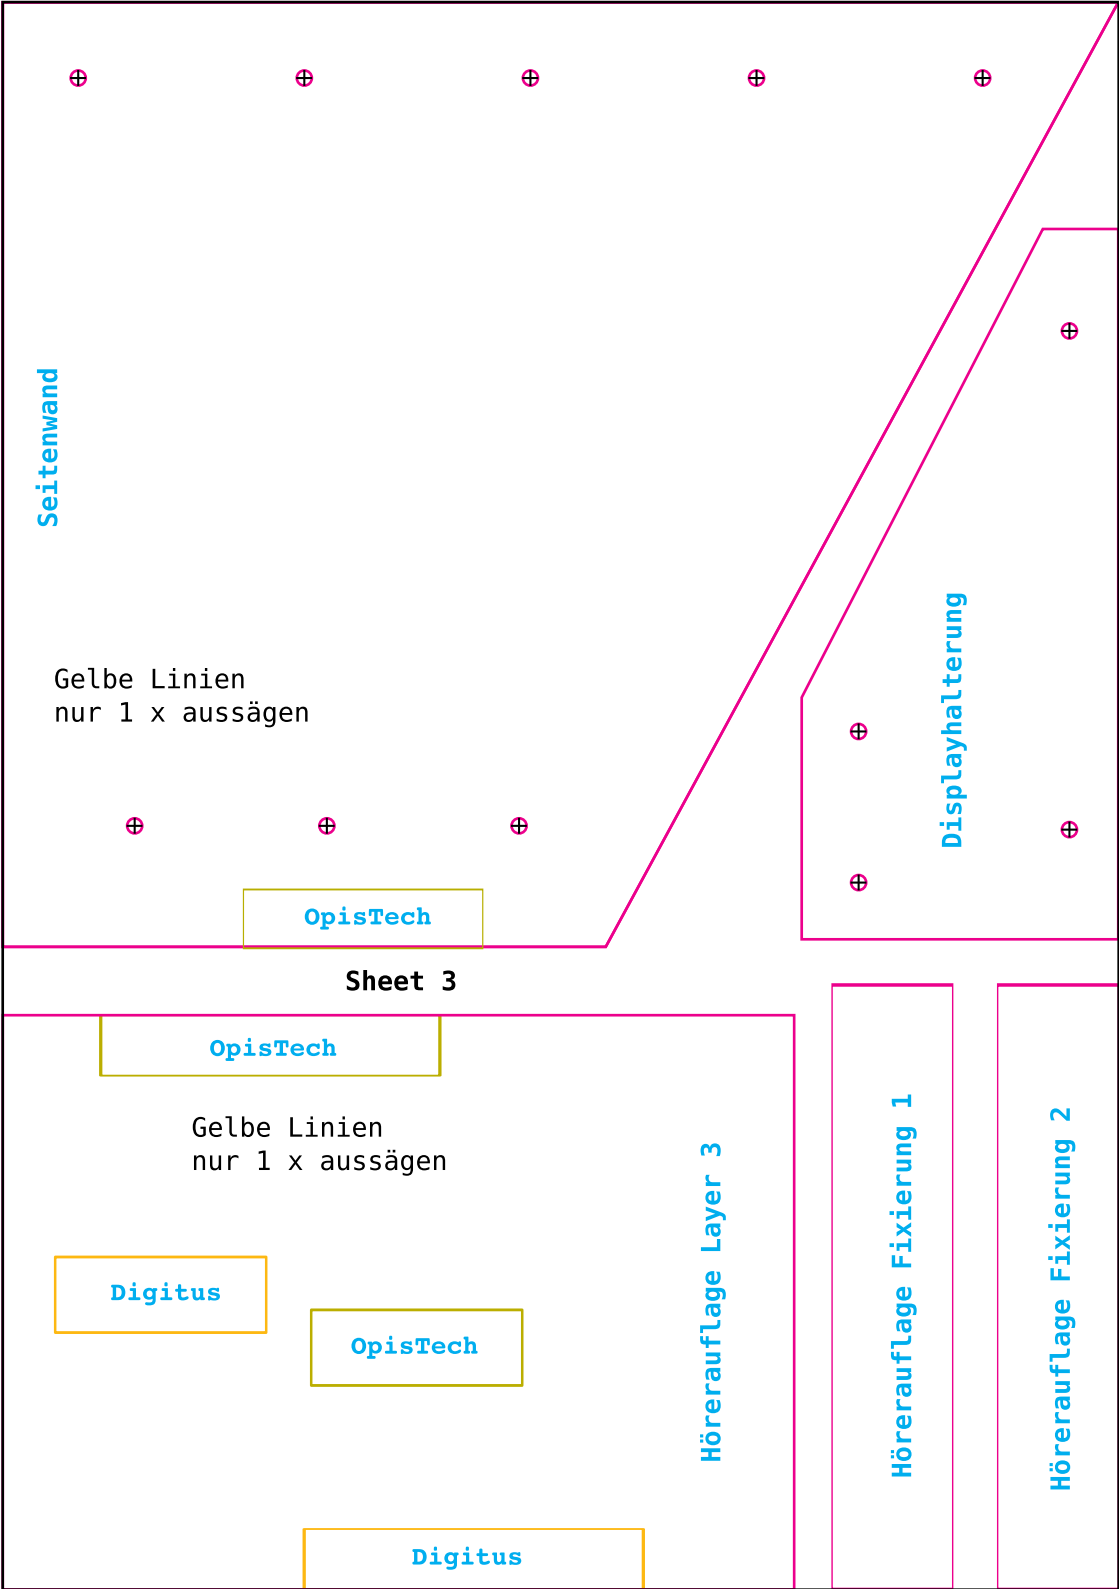 Seitenwand
Gelbe Linien
nur 1 x aussägen
Displayhalterung
OpisTech
Sheet 3
OpisTech
Gelbe Linien
nur 1 x aussägen
Hörerauflage Layer 3
Hörerauflage Fixierung 1
Hörerauflage Fixierung 2
Digitus
OpisTech
Digitus